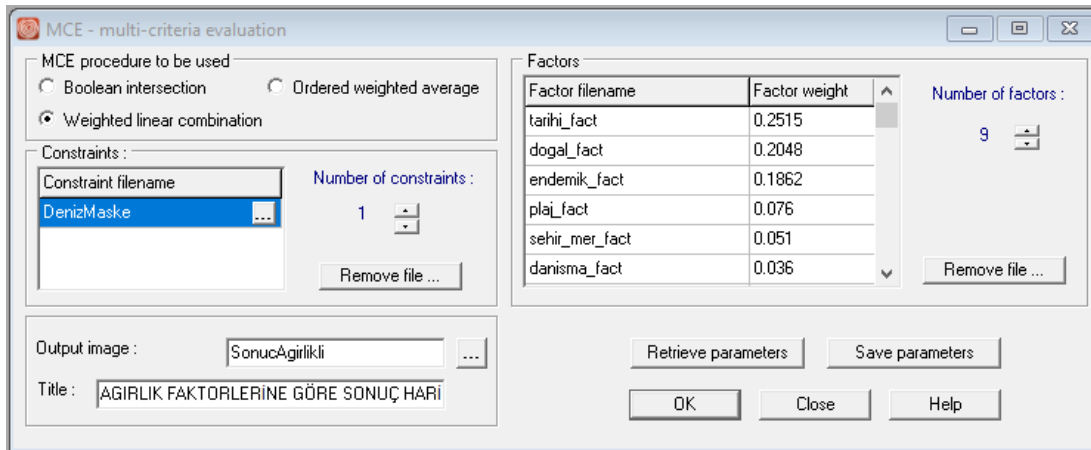 MCE - multi-criteria evaluation
MCE procedure to be used
Boolean intersection
Ordered weighted average
Weighted linear combination
Constraints :
Constraint filename
DenizMaske
...
Number of constraints :
1
Remove file ...
Output image :
SonucAgirlikli
...
Title :
AGIRLIK FAKTORLERİNE GÖRE SONUÇ HARİ
Factors
Factor filename Factor weight
tarihi_fact 0.2515
dogal_fact 0.2048
endemik_fact 0.1862
plaj_fact 0.076
sehir_mer_fact 0.051
danisma_fact 0.036
Number of factors :
9
Remove file ...
Retrieve parameters
Save parameters
OK
Close
Help